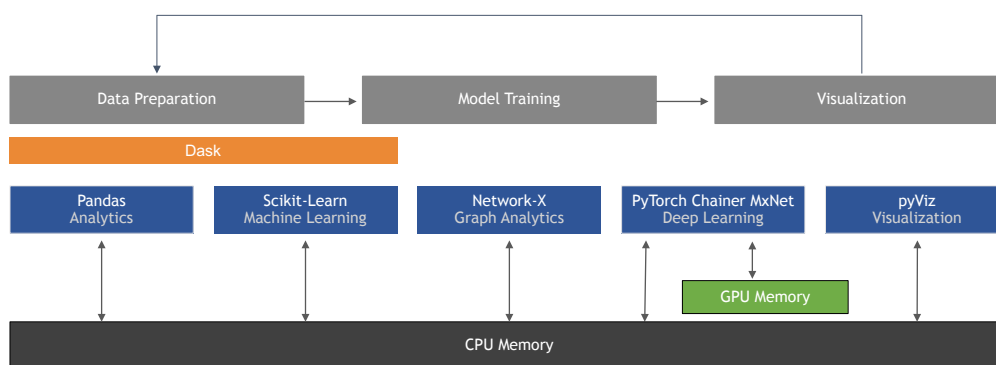 Data Preparation
Model Training
Visualization
Dask
Pandas
Analytics
Scikit-Learn
Machine Learning
Network-X
Graph Analytics
PyTorch Chainer MxNet
Deep Learning
pyViz
Visualization
GPU Memory
CPU Memory